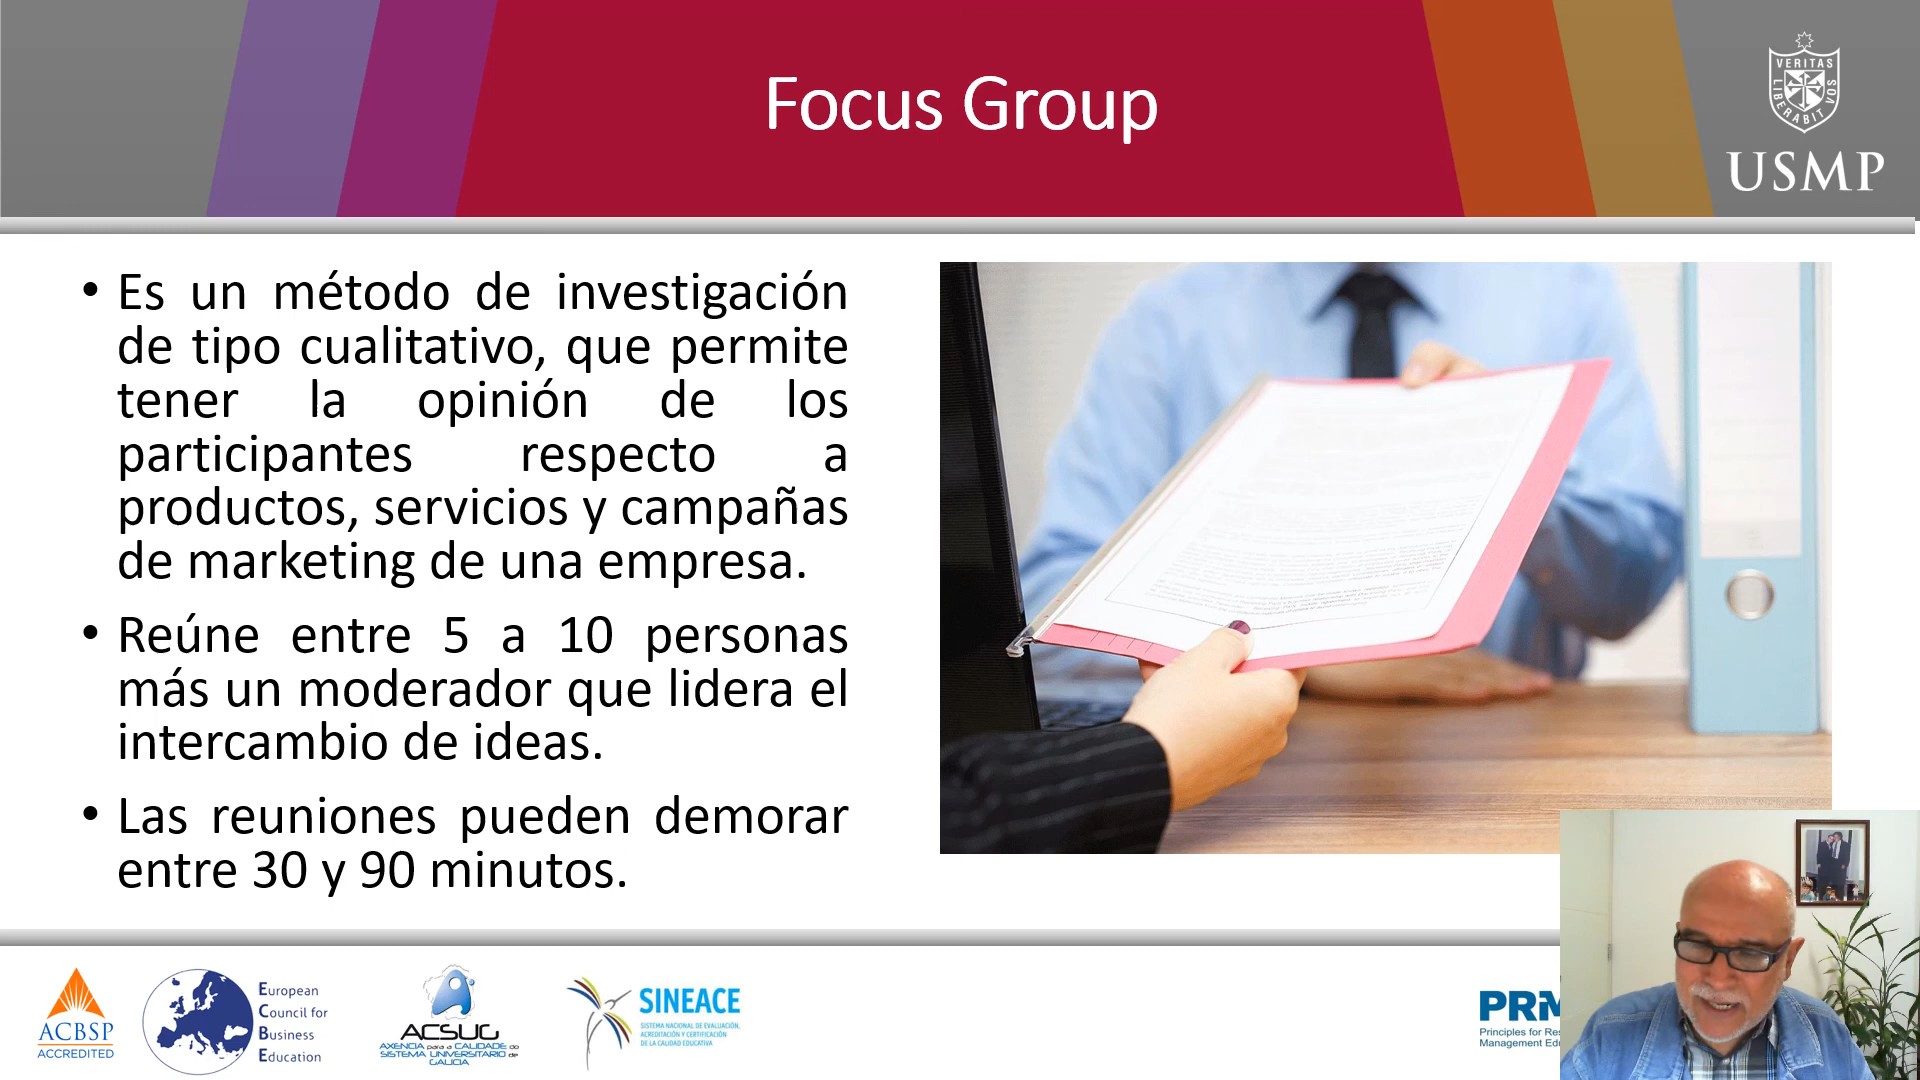 Focus Group
VERITAS
LIBERABIT VOS
USMP
• Es un método de investigación
de tipo cualitativo, que permite
tener la opinión de los
participantes respecto a
productos, servicios y campañas
de marketing de una empresa.
• Reúne entre 5 a 10 personas
más un moderador que lidera el
intercambio de ideas.
• Las reuniones pueden demorar
entre 30 y 90 minutos.
ACBSP
ACCREDITED
European
Council for
Business
Education
ACSUG
AXENCIA para a CALIDADE do
SISTEMA UNIVERSITARIO de
GALICIA
SINEACE
SISTEMA NACIONAL DE EVALUACIÓN,
ACREDITACIÓN Y CERTIFICACIÓN
DE LA CALIDAD EDUCATIVA
PRM
Principles for Res
Management Edu